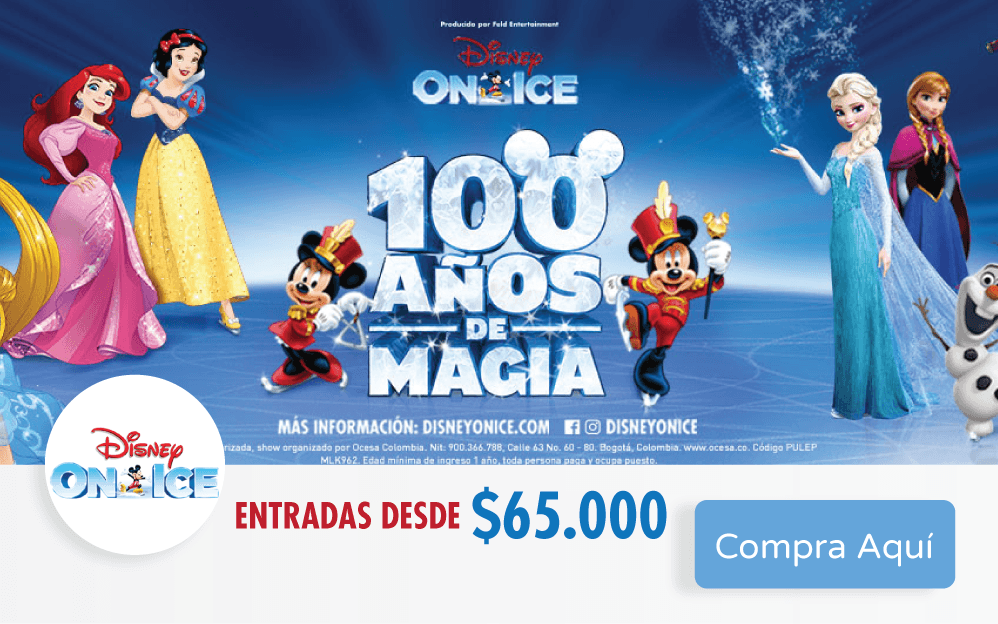 Producida por Feld Entertainment
Disney
ON ICE
100
AÑOS
DE
MAGIA
MÁS INFORMACIÓN: DISNEYONICE.COM DISNEYONICE
rizada, show organizado por Ocesa Colombia. Nit: 900.366.788, Calle 63 No. 60 - 80. Bogotá, Colombia. www.ocesa.co. Código PULEP
MLK962. Edad mínima de ingreso 1 año, toda persona paga y ocupa puesto.
Disney
ON ICE
ENTRADAS DESDE $65.000
Compra Aquí